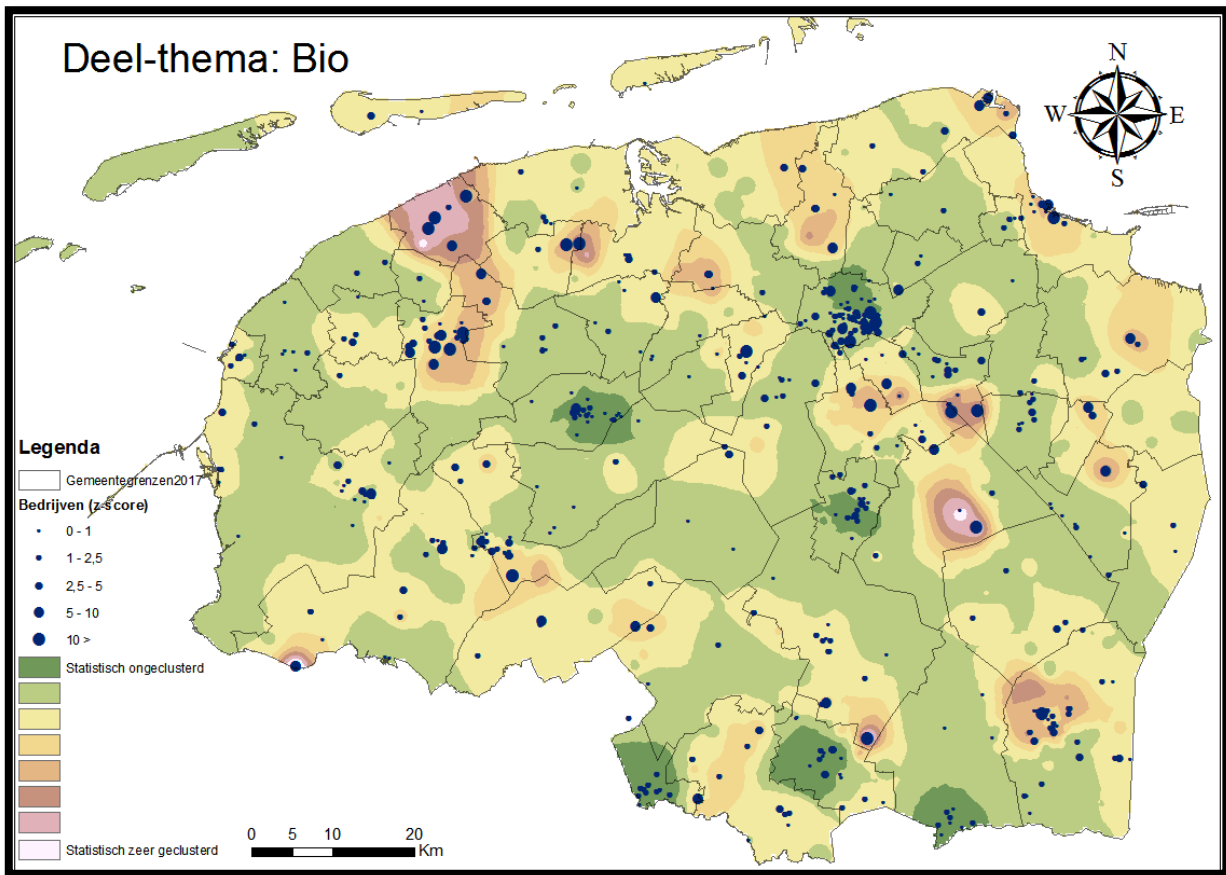 Deel-thema: Bio
N
W E
S
Legenda
Gemeentegrenzen2017
Bedrijven (z-score)
0 - 1
1 - 2,5
2,5 - 5
5 - 10
10 >
Statistisch ongeclusterd
Statistisch zeer geclusterd
0 5 10 20
Km